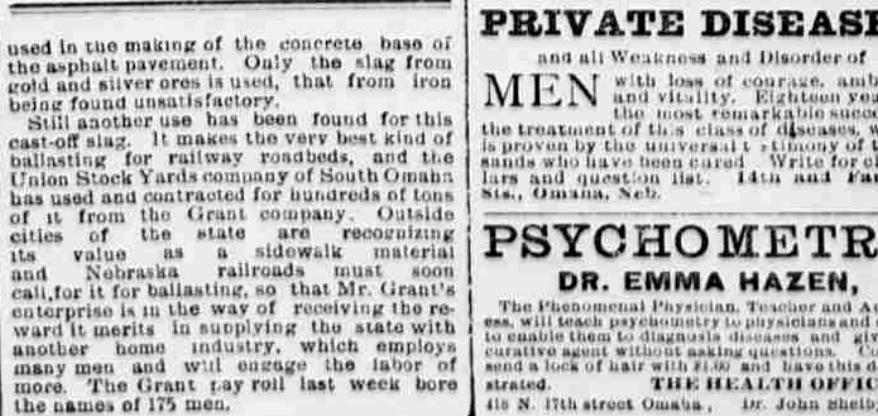 used in the making of the concrete base of
the asphalt pavement. Only the slag from
gold and silver ores is used, that from iron
being found unsatisfactory.
Still another use has been found for this
cast-off slag. It makes the very best kind of
ballasting for railway roadbeds, and the
Union Stock Yards company of South Omaha
has used and contracted for hundreds of tons
of it from the Grant company. Outside
cities of the state are recognizing
its value as a sidewalk material
and Nebraska railroads must soon
call,for it for ballasting, so that Mr. Grant's
enterprise is in the way of receiving the re-
ward it merits in supplying the state with
another home industry, which employs
many men and will engage the labor of
more. The Grant pay roll last week bore
the names of 175 men.
PRIVATE DISEASE
and all Weakness and Disorder of
MEN with loss of courage, amb
and vitality. Eighteen yea
the most remarkable succe
the treatment of this class of diseases, w
is proven by the universal t stimony of t
sands who have been cured Write for ci
lars and question list. 14th and Fa
Sts., Omaha, Neb.
PSYCHOMETR
DR. EMMA HAZEN,
The Phenomenal Physician, Teacher and Au
ess, will teach psychometry to physicians and
to enable them to diagnosis diseases and giv
curative agent without asking questions. Co
send a lock of hair with $1.00 and have this d
strated. THE HEALTH OFFIC
418 N. 17th street Omaha, Dr. John Shelb